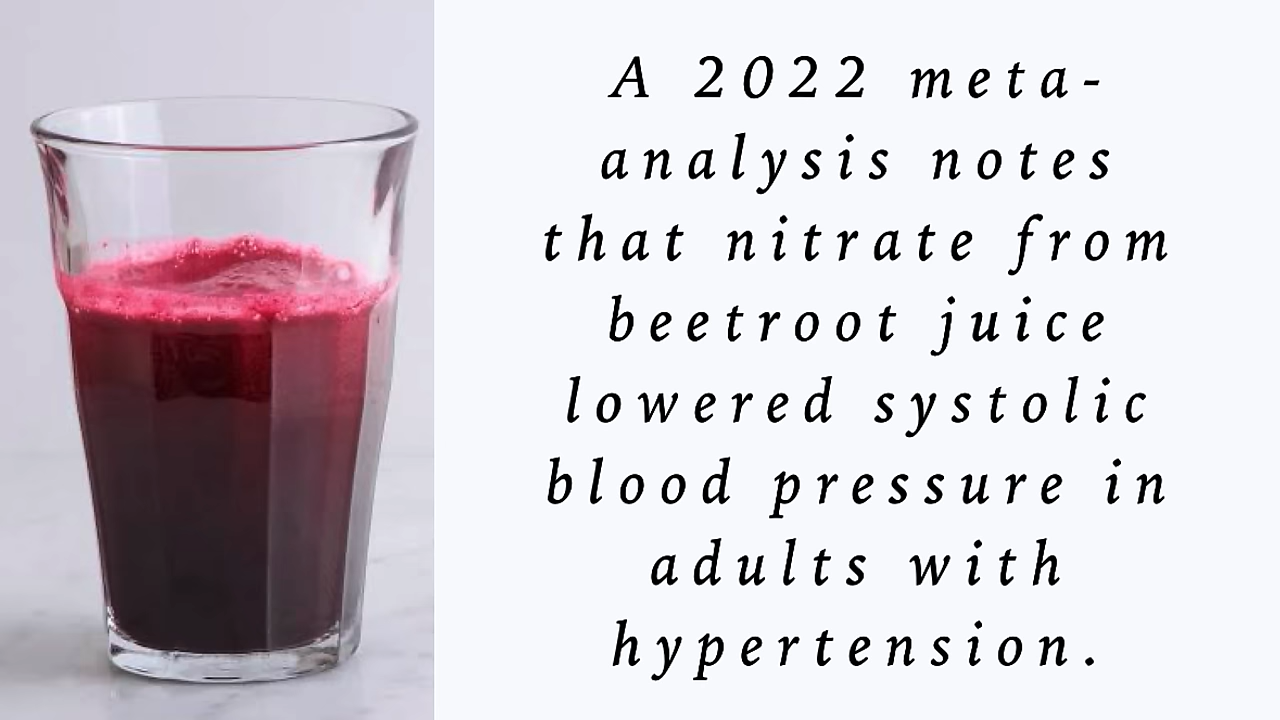 A 2022 meta-
analysis notes
that nitrate from
beetroot juice
lowered systolic
blood pressure in
adults with
hypertension.